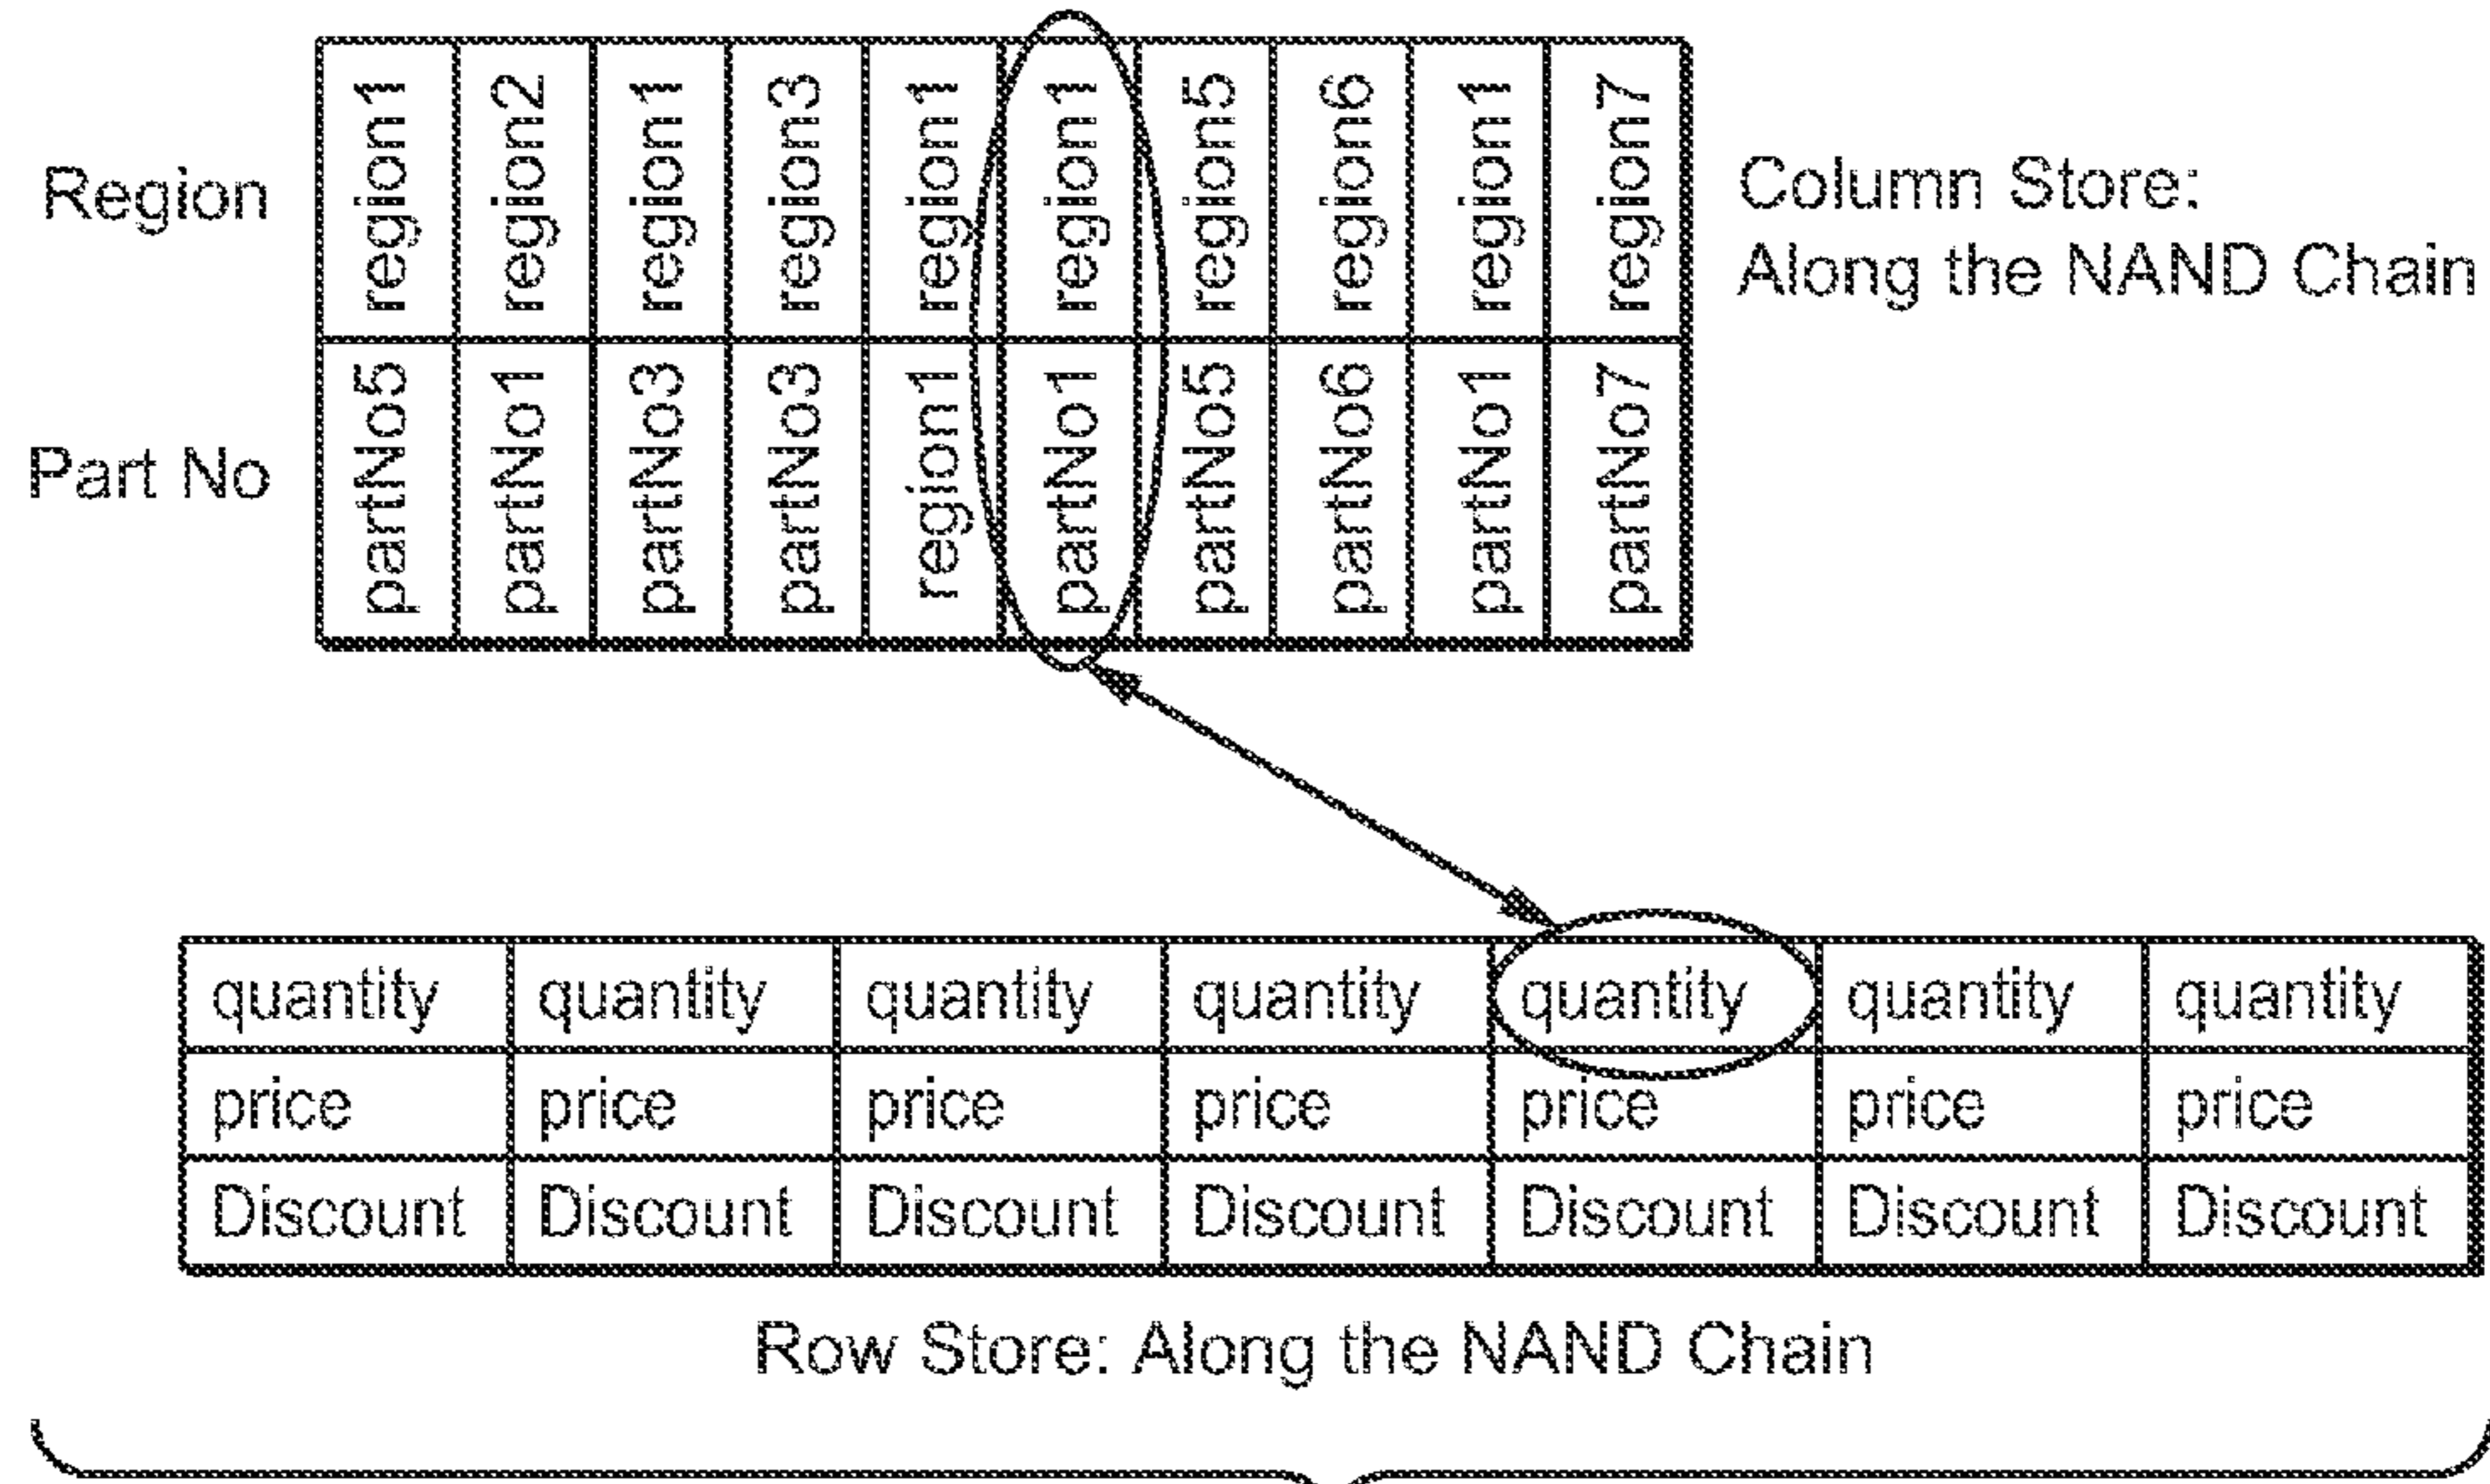 Region region1 region2 region1 region3 region1 region1 region5 region6 region1 region7
Column Store:
Along the NAND Chain
Part No partNo5 partNo1 partNo3 partNo3 region1 partNo1 partNo5 partNo6 partNo1 partNo7
quantity quantity quantity quantity quantity quantity quantity
price price price price price price price
Discount Discount Discount Discount Discount Discount Discount
Row Store: Along the NAND Chain